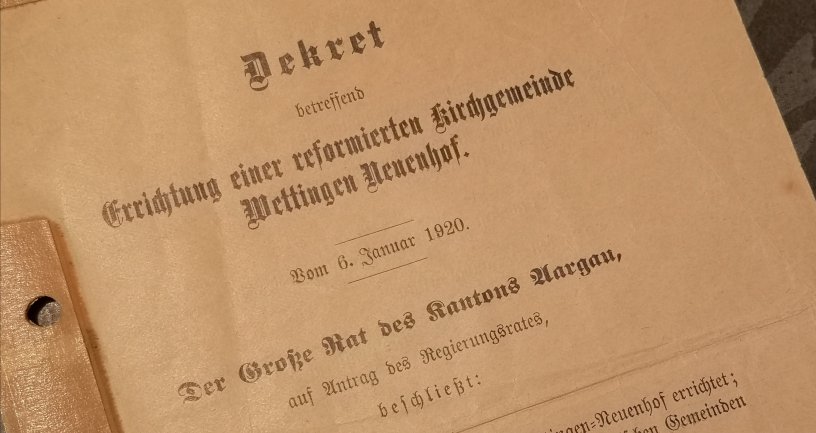 Dekret
betreffend
Errichtung einer reformierten Kirchgemeinde
Wettingen Neuenhof.
Vom 6. Januar 1920.
Der Große Rat des Kantons Aargau,
auf Antrag des Regierungsrates,
beschließt:
ingen=Neuenhof errichtet;
Gemeinden